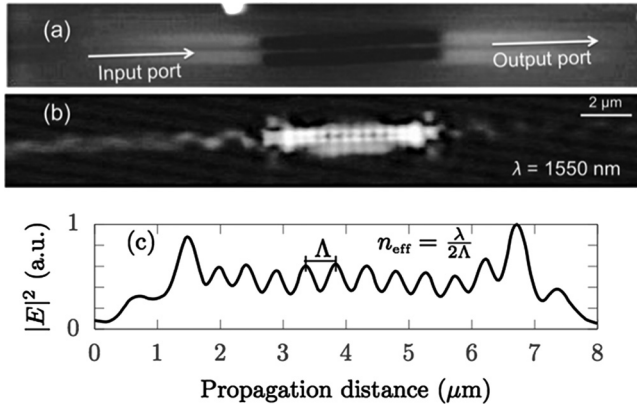 (a)
Input port
Output port
(b)
2 µm
λ = 1550 nm
(c)
Λ
n_eff = λ/2Λ
|E|² (a.u.)
1
0
0 1 2 3 4 5 6 7 8
Propagation distance (µm)